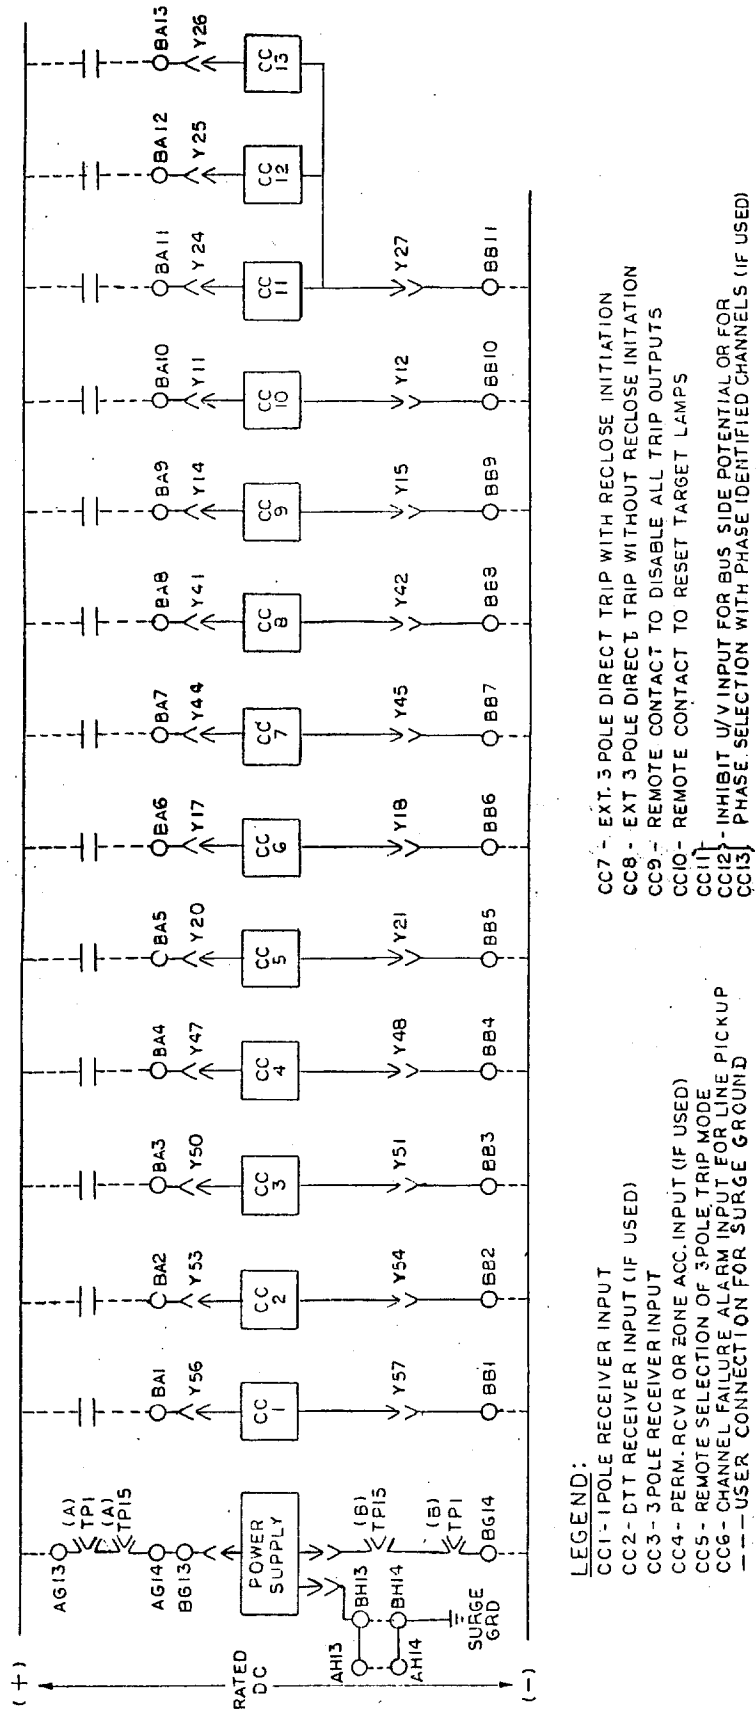 (+)
RATED
DC
(-)
AG13
(A)
TP1
(A)
TP15
AG14
BG13
POWER
SUPPLY
(B)
TP15
(B)
TP1
BG14
BH13
BH14
AH13
AH14
SURGE
GRD
BA1
Y56
CC
1
Y57
BB1
BA2
Y53
CC
2
Y54
BB2
BA3
Y50
CC
3
Y51
BB3
BA4
Y47
CC
4
Y48
BB4
BA5
Y20
CC
5
Y21
BB5
BA6
Y17
CC
6
Y18
BB6
BA7
Y44
CC
7
Y45
BB7
BA8
Y41
CC
8
Y42
BB8
BA9
Y14
CC
9
Y15
BB9
BA10
Y11
CC
10
Y12
BB10
BA11
Y24
CC
11
Y27
BB11
BA12
Y25
CC
12
BA13
Y26
CC
13
LEGEND:
CC1 - 1 POLE RECEIVER INPUT
CC2 - DTT RECEIVER INPUT (IF USED)
CC3 - 3 POLE RECEIVER INPUT
CC4 - PERM. RCVR OR ZONE ACC. INPUT (IF USED)
CC5 - REMOTE SELECTION OF 3 POLE TRIP MODE
CC6 - CHANNEL FAILURE ALARM INPUT FOR LINE PICKUP
--- USER CONNECTION FOR SURGE GROUND
CC7 - EXT. 3 POLE DIRECT TRIP WITH RECLOSE INITIATION
CC8 - EXT 3 POLE DIRECT TRIP WITHOUT RECLOSE INITATION
CC9 - REMOTE CONTACT TO DISABLE ALL TRIP OUTPUTS
CC10 - REMOTE CONTACT TO RESET TARGET LAMPS
CC11
CC12 - INHIBIT U/V INPUT FOR BUS SIDE POTENTIAL OR FOR
CC13 PHASE SELECTION WITH PHASE IDENTIFIED CHANNELS (IF USED)